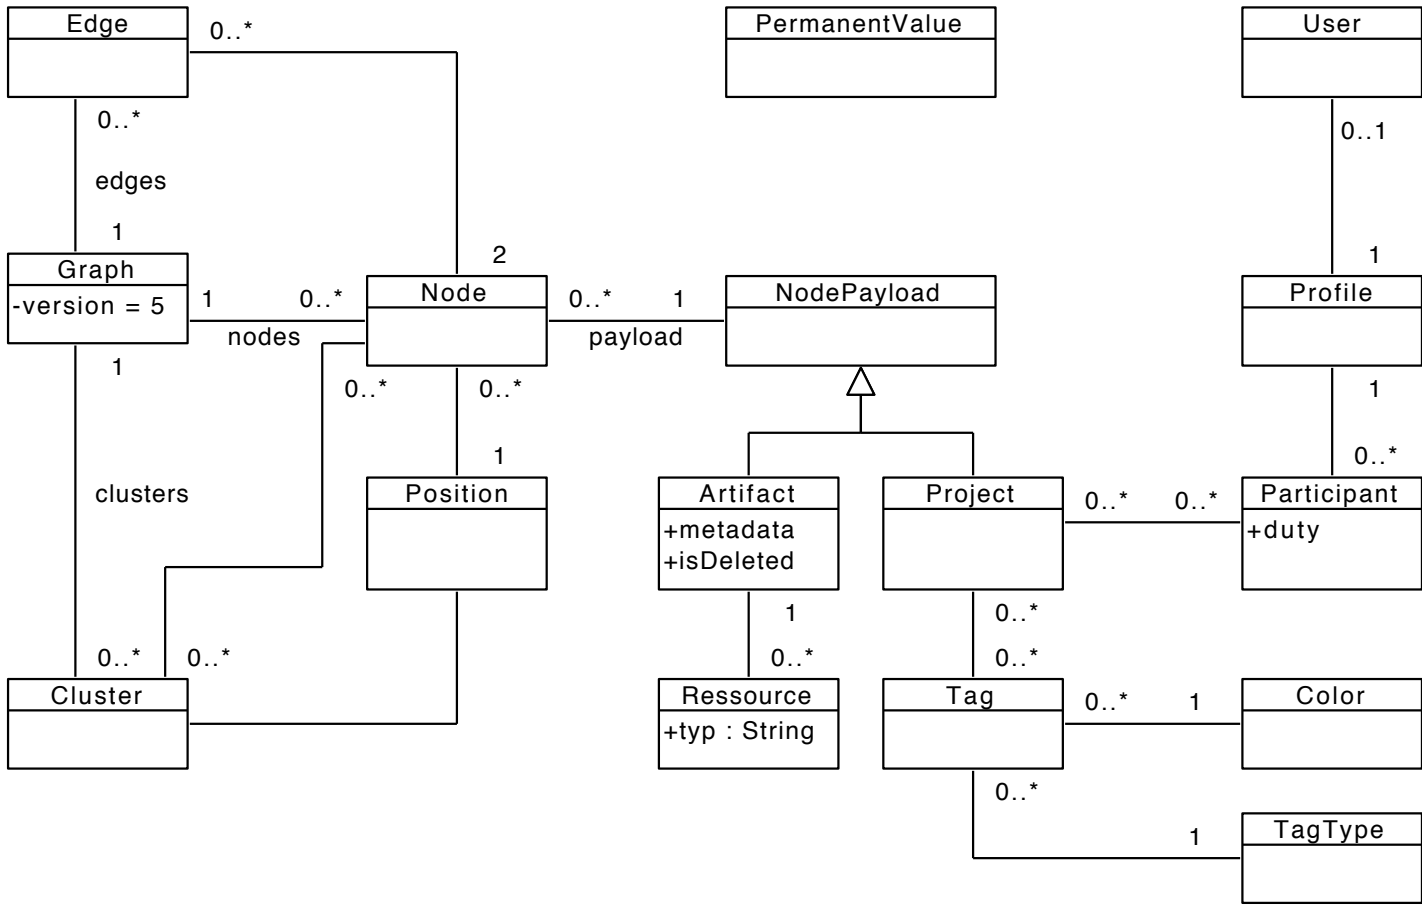 Edge
0..*
PermanentValue
User
0..*
0..1
edges
1
2
1
Graph
-version = 5
1
0..*
nodes
Node
0..*
1
payload
NodePayload
Profile
1
0..*
0..*
1
clusters
1
0..*
Position
Artifact
+metadata
+isDeleted
Project
0..*
0..*
Participant
+duty
1
0..*
0..*
0..*
0..*
0..*
Cluster
Ressource
+typ : String
Tag
0..*
1
Color
0..*
1
TagType